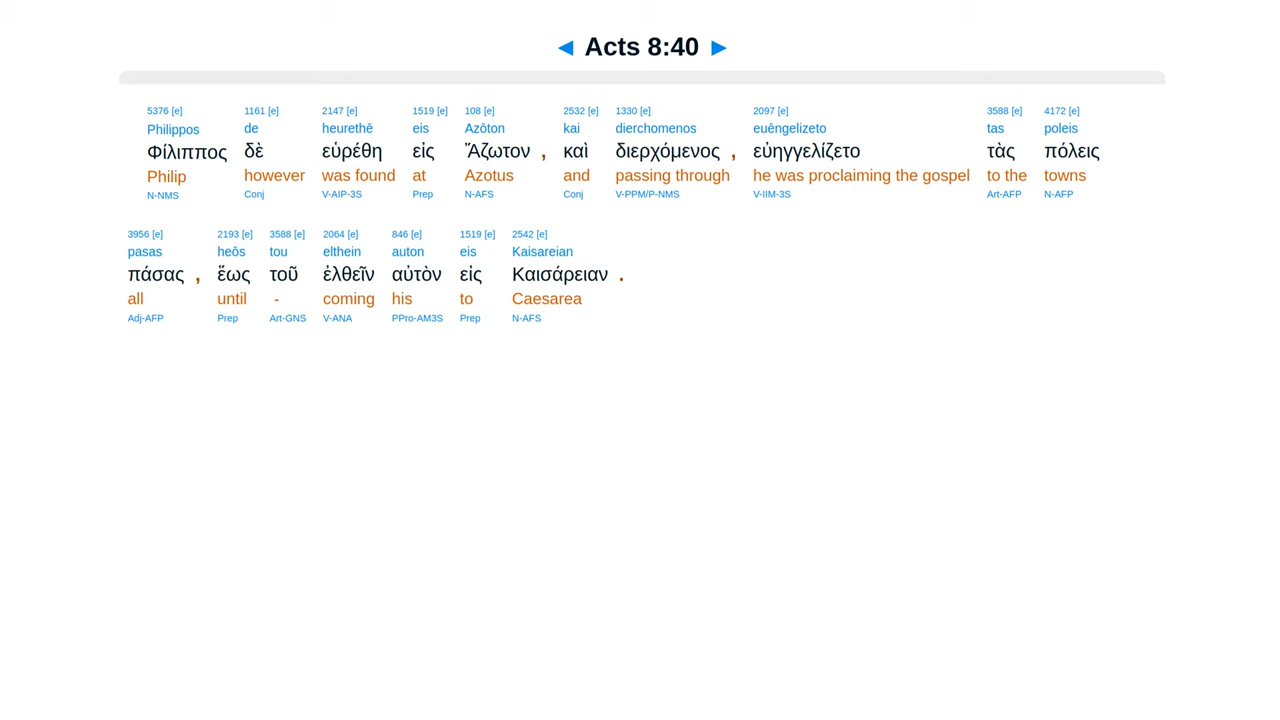 ◄ Acts 8:40 ►
5376 [e] 1161 [e] 2147 [e] 1519 [e] 108 [e] 2532 [e] 1330 [e] 2097 [e] 3588 [e] 4172 [e]
Philippos de heurethē eis Azōton kai dierchomenos euēngelizeto tas poleis
Φίλιππος δὲ εὑρέθη εἰς Ἄζωτον , καὶ διερχόμενος , εὐηγγελίζετο τὰς πόλεις
Philip however was found at Azotus and passing through he was proclaiming the gospel to the towns
N-NMS Conj V-AIP-3S Prep N-AFS Conj V-PPM/P-NMS V-IIM-3S Art-AFP N-AFP
3956 [e] 2193 [e] 3588 [e] 2064 [e] 846 [e] 1519 [e] 2542 [e]
pasas heōs tou elthein auton eis Kaisareian
πάσας , ἕως τοῦ ἐλθεῖν αὐτὸν εἰς Καισάρειαν .
all until - coming his to Caesarea
Adj-AFP Prep Art-GNS V-ANA PPro-AM3S Prep N-AFS